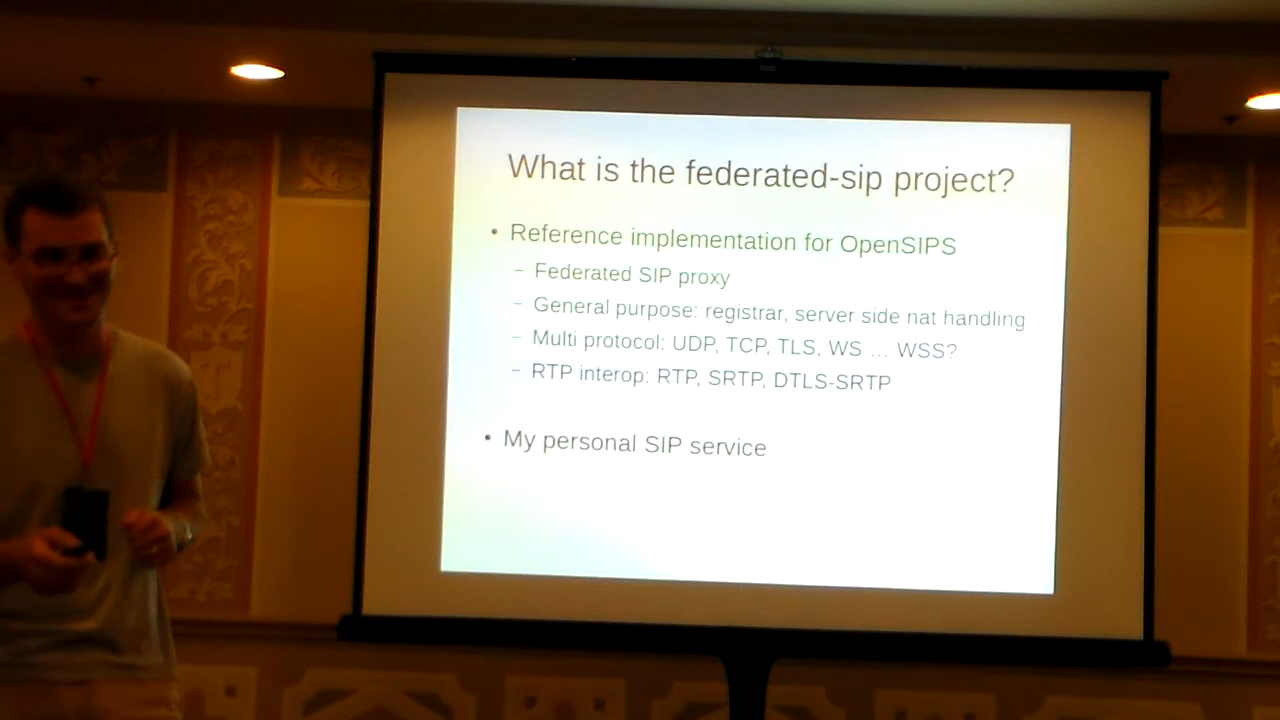 What is the federated-sip project?
• Reference implementation for OpenSIPS
– Federated SIP proxy
– General purpose: registrar, server side nat handling
– Multi protocol: UDP, TCP, TLS, WS ... WSS?
– RTP interop: RTP, SRTP, DTLS-SRTP
• My personal SIP service